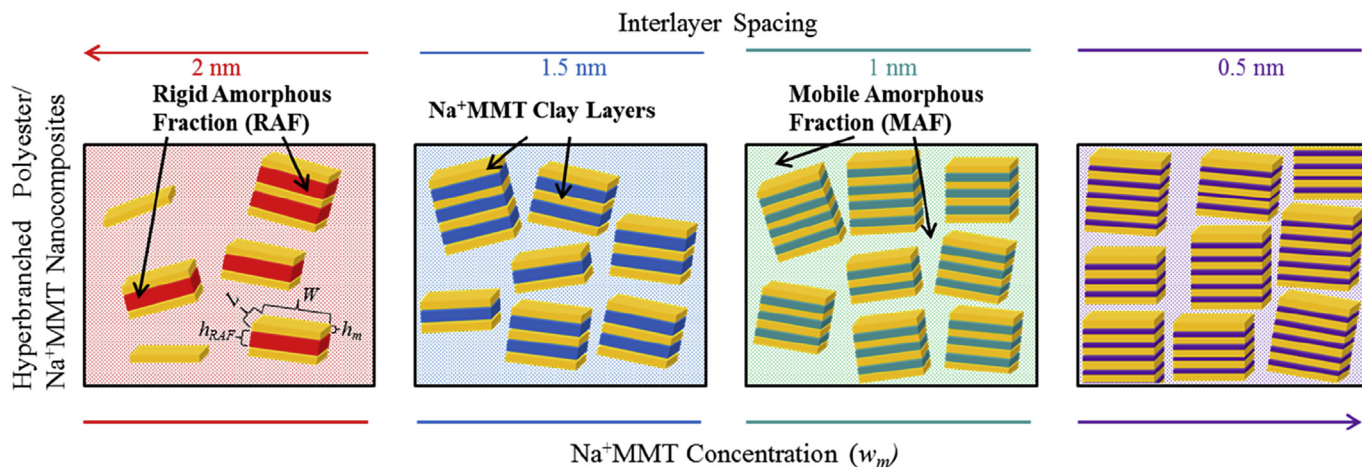 Interlayer Spacing
2 nm
1.5 nm
1 nm
0.5 nm
Hyperbranched Polyester/
Na⁺MMT Nanocomposites
Rigid Amorphous
Fraction (RAF)
Na⁺MMT Clay Layers
Mobile Amorphous
Fraction (MAF)
L
W
h_RAF
h_m
Na⁺MMT Concentration (w_m)